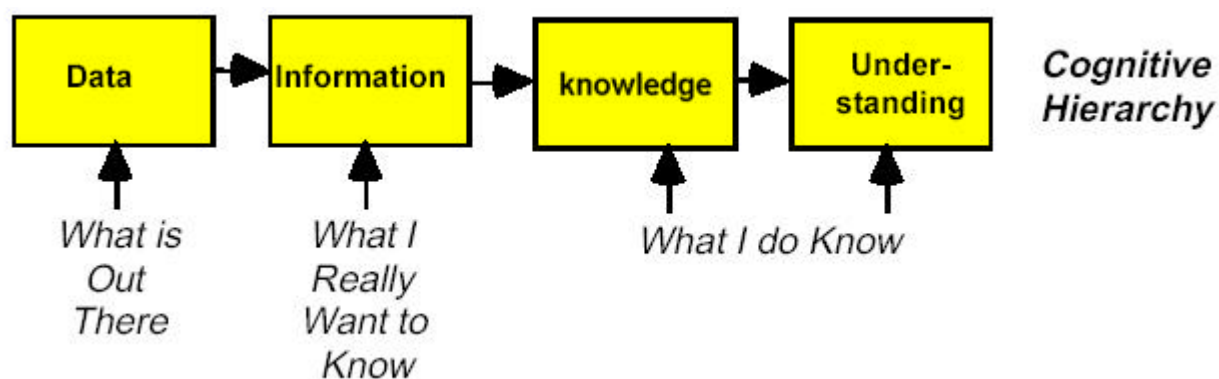 Data
Information
knowledge
Under-
standing
Cognitive
Hierarchy
What is
Out
There
What I
Really
Want to
Know
What I do Know